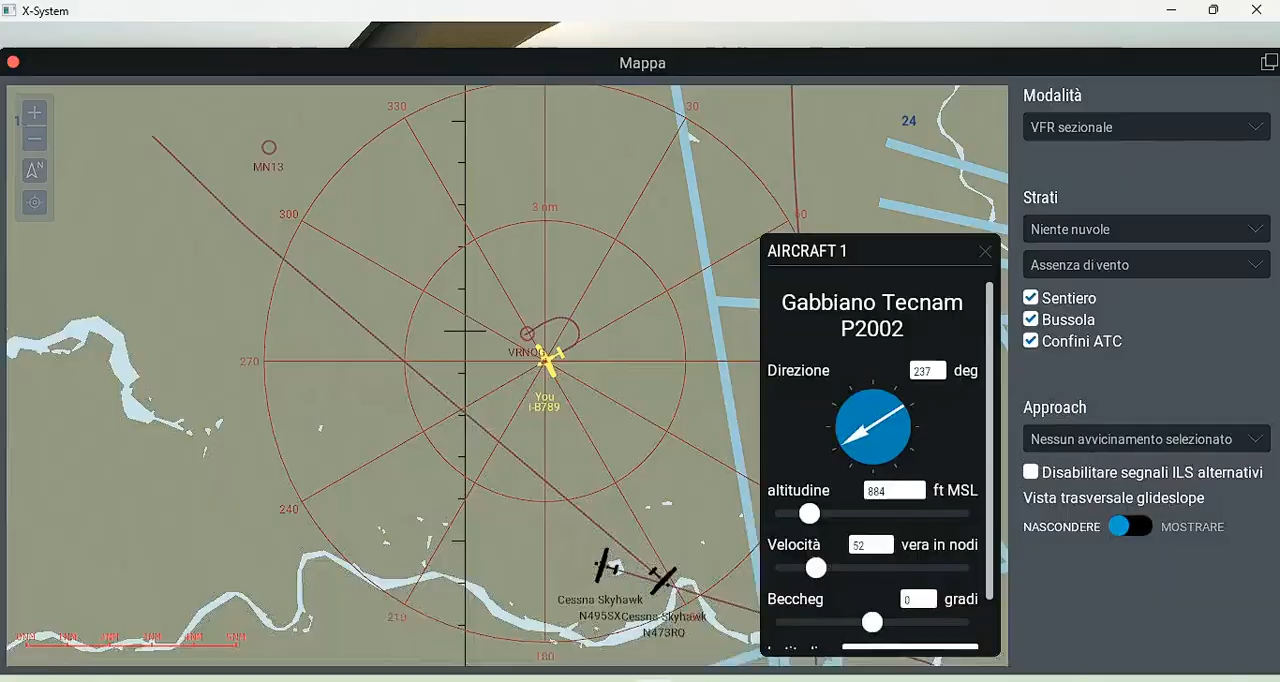 X-System
Mappa
330
30
24
MN13
300
3 nm
60
VRNOG
270
You
I-B789
240
210
180
Cessna Skyhawk
N495SX
Cessna Skyhawk
N473RQ
AIRCRAFT 1
Gabbiano Tecnam
P2002
Direzione 237 deg
altitudine 884 ft MSL
Velocità 52 vera in nodi
Beccheg 0 gradi
Modalità
VFR sezionale
Strati
Niente nuvole
Assenza di vento
Sentiero
Bussola
Confini ATC
Approach
Nessun avvicinamento selezionato
Disabilitare segnali ILS alternativi
Vista trasversale glideslope
NASCONDERE MOSTRARE